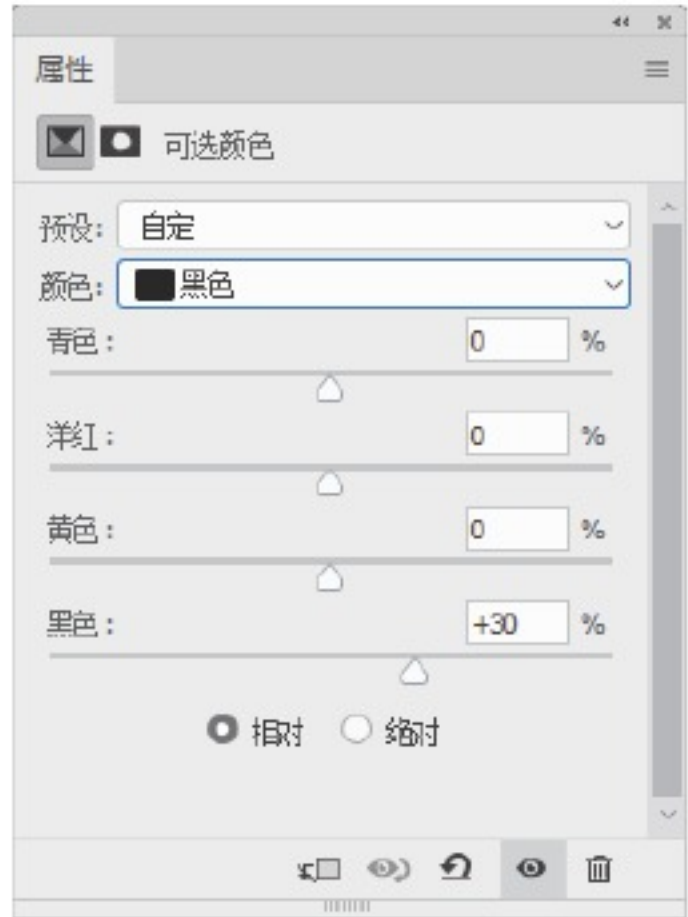 属性
可选颜色
预设: 自定
颜色: 黑色
青色: 0 %
洋红: 0 %
黄色: 0 %
黑色: +30 %
相对 绝对